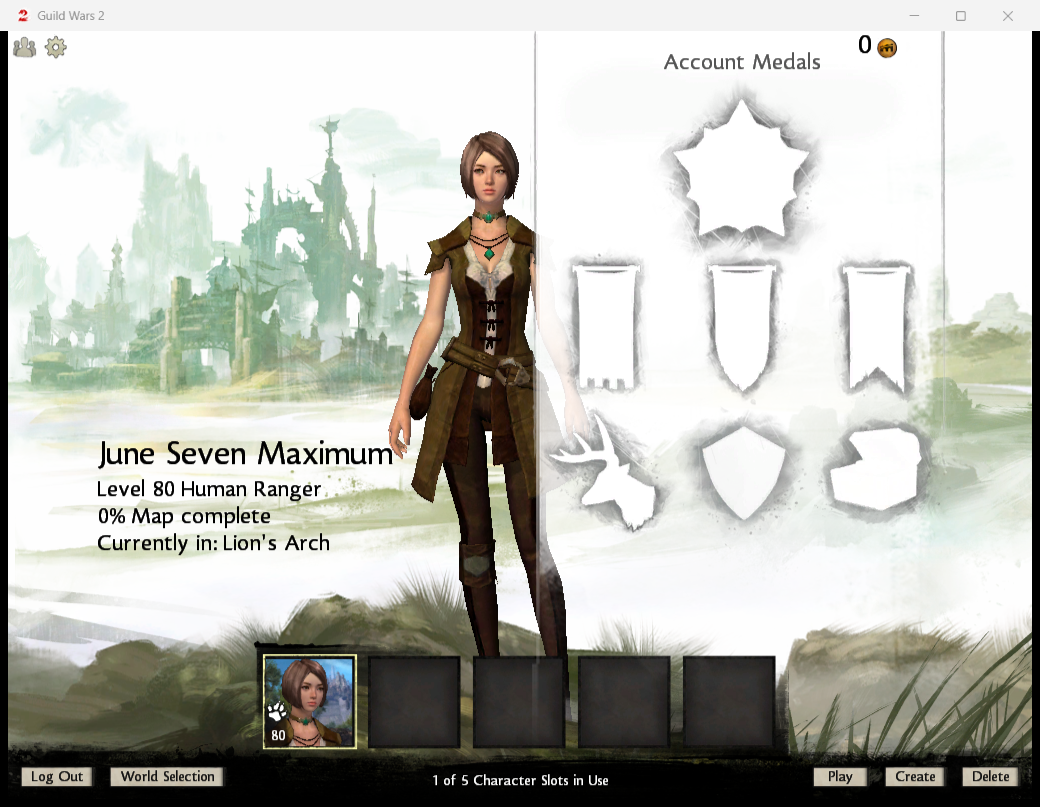 Guild Wars 2
0
Account Medals
June Seven Maximum
Level 80 Human Ranger
0% Map complete
Currently in: Lion's Arch
80
Log Out
World Selection
1 of 5 Character Slots in Use
Play
Create
Delete